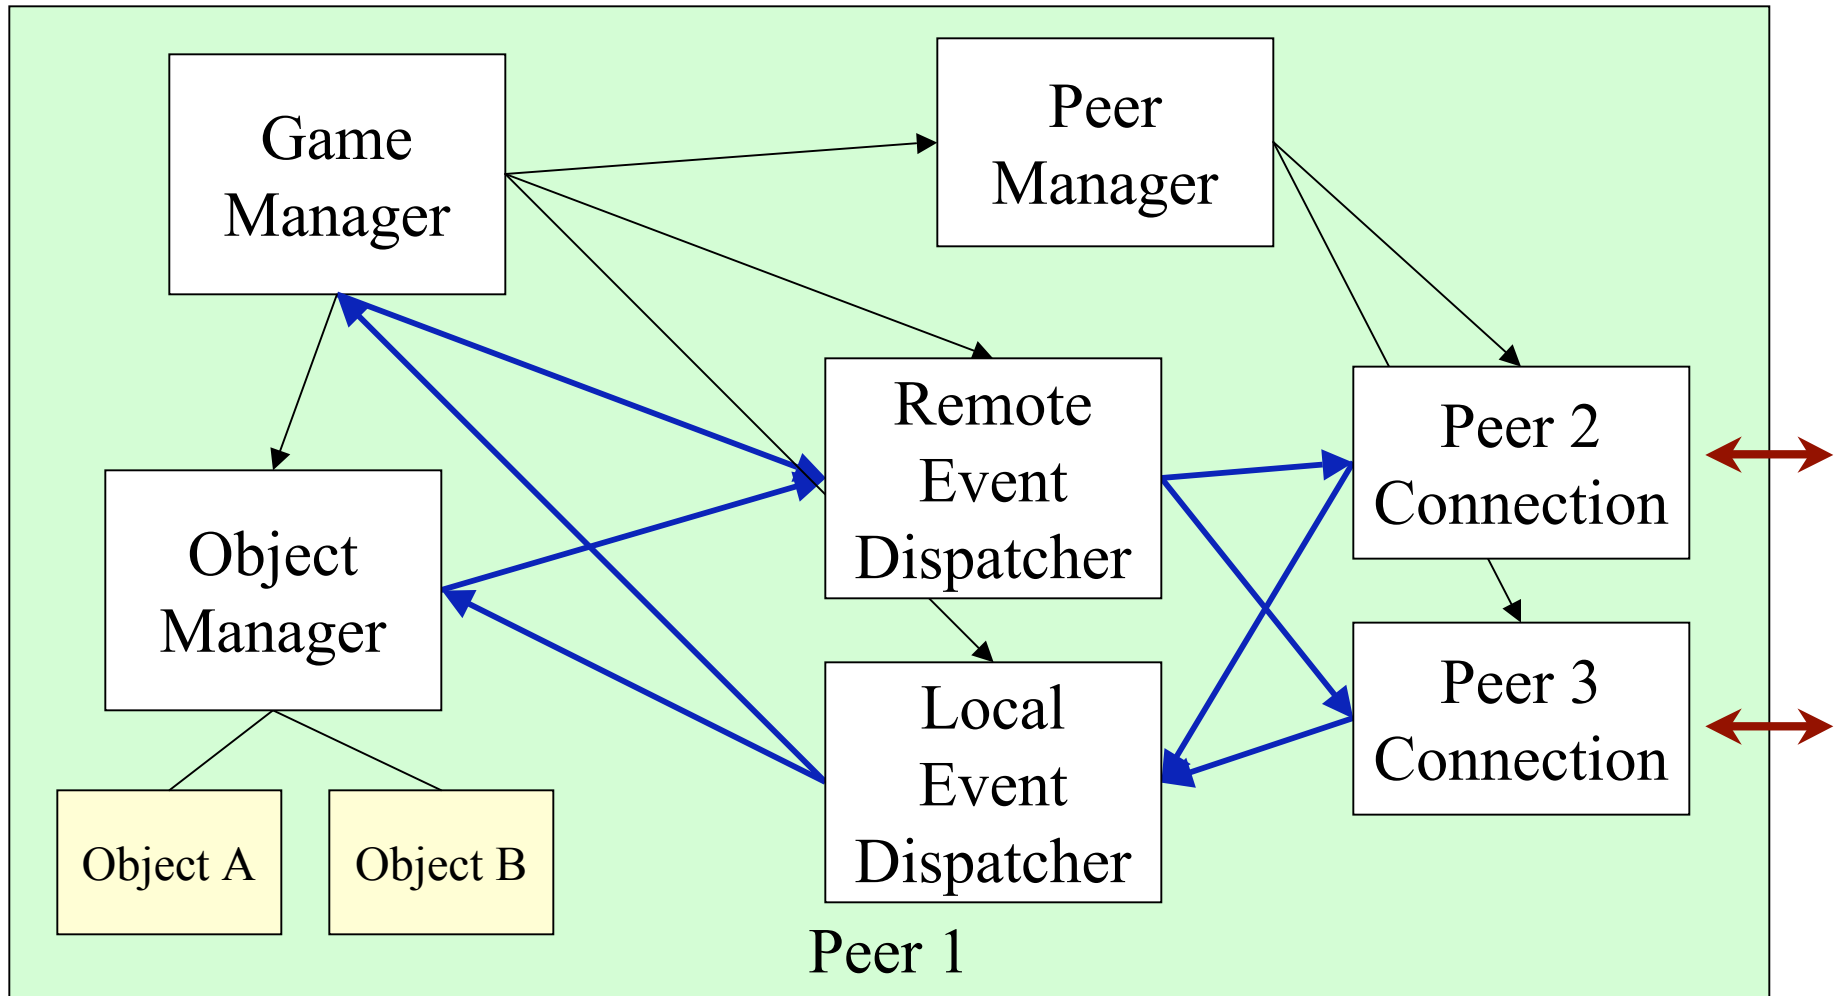 Game
Manager
Peer
Manager
Remote
Event
Dispatcher
Peer 2
Connection
Object
Manager
Local
Event
Dispatcher
Peer 3
Connection
Object A
Object B
Peer 1